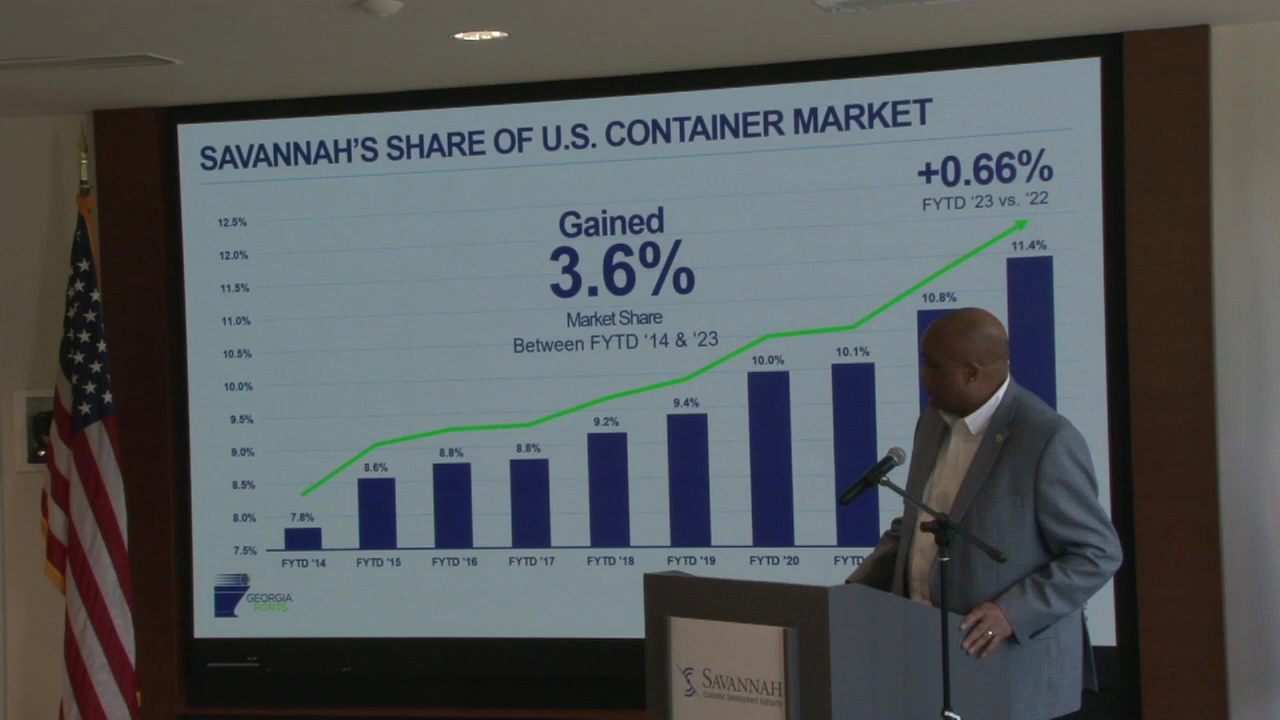 SAVANNAH'S SHARE OF U.S. CONTAINER MARKET
+0.66%
FYTD '23 vs. '22
Gained
3.6%
Market Share
Between FYTD '14 & '23
12.5%
12.0%
11.5%
11.0%
10.5%
10.0%
9.5%
9.0%
8.5%
8.0%
7.5%
7.8%
8.6%
8.8%
8.8%
9.2%
9.4%
10.0%
10.1%
10.8%
11.4%
FYTD '14
FYTD '15
FYTD '16
FYTD '17
FYTD '18
FYTD '19
FYTD '20
FYTD
GEORGIA
PORTS
SAVANNAH
Economic Development Authority